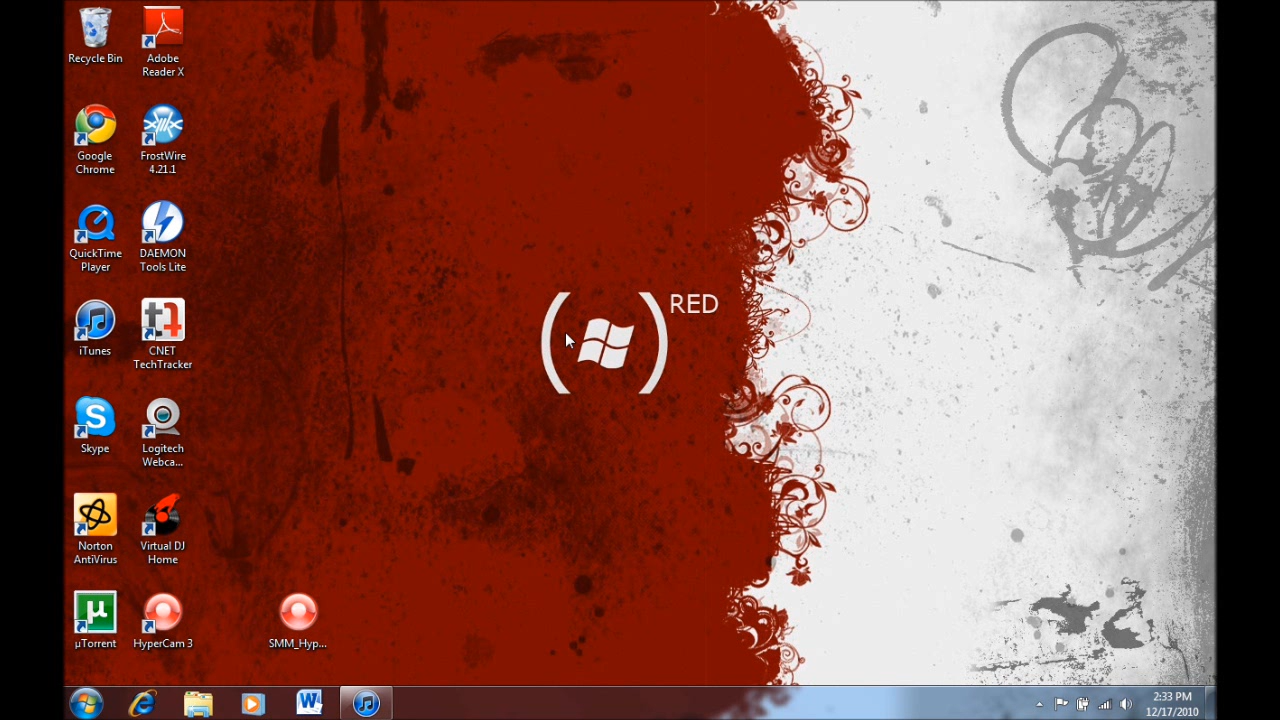 Recycle Bin
Adobe
Reader X
Google
Chrome
FrostWire
4.21.1
QuickTime
Player
DAEMON
Tools Lite
iTunes
CNET
TechTracker
Skype
Logitech
Webca...
Norton
AntiVirus
Virtual DJ
Home
µTorrent
HyperCam 3
SMM_Hyp...
( ) RED
2:33 PM
12/17/2010